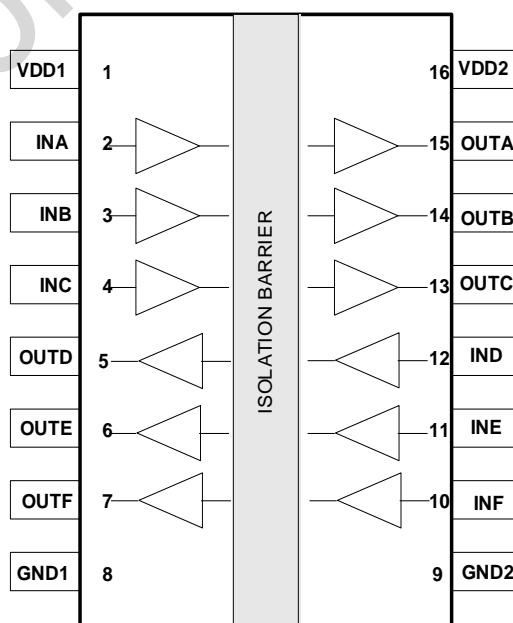 VDD1 1 16 VDD2
INA 2 15 OUTA
INB 3 14 OUTB
INC 4 13 OUTC
OUTD 5 12 IND
OUTE 6 11 INE
OUTF 7 10 INF
GND1 8 9 GND2
ISOLATION BARRIER